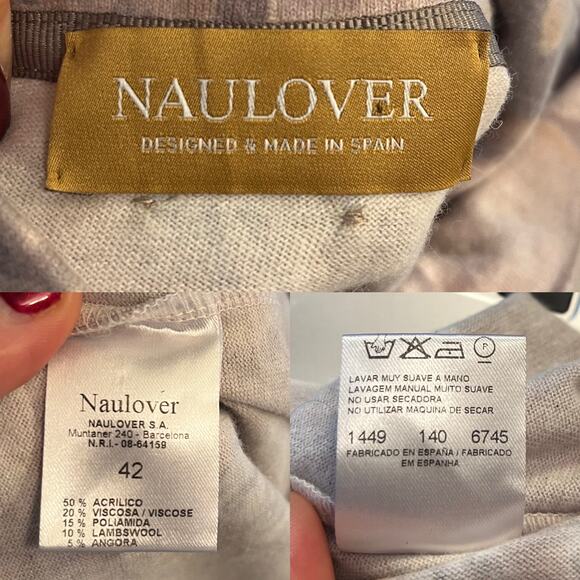 NAULOVER
DESIGNED & MADE IN SPAIN
Naulover
NAULOVER S.A.
Muntaner 240 - Barcelona
N.R.I.- 08-64159
42
50 % ACRILICO
20 % VISCOSA / VISCOSE
15 % POLIAMIDA
10 % LAMBSWOOL
5 % ANGORA
P
LAVAR MUY SUAVE A MANO
LAVAGEM MANUAL MUITO SUAVE
NO USAR SECADORA
NO UTILIZAR MAQUINA DE SECAR
1449 140 6745
FABRICADO EN ESPAÑA / FABRICADO
EM ESPANHA